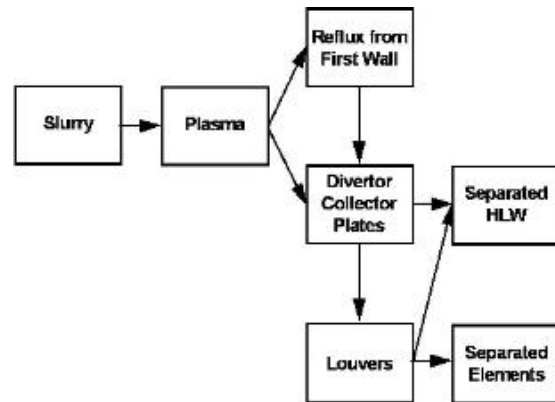 Reflux from
First Wall
Slurry
Plasma
Divertor
Collector
Plates
Separated
HLW
Louvers
Separated
Elements